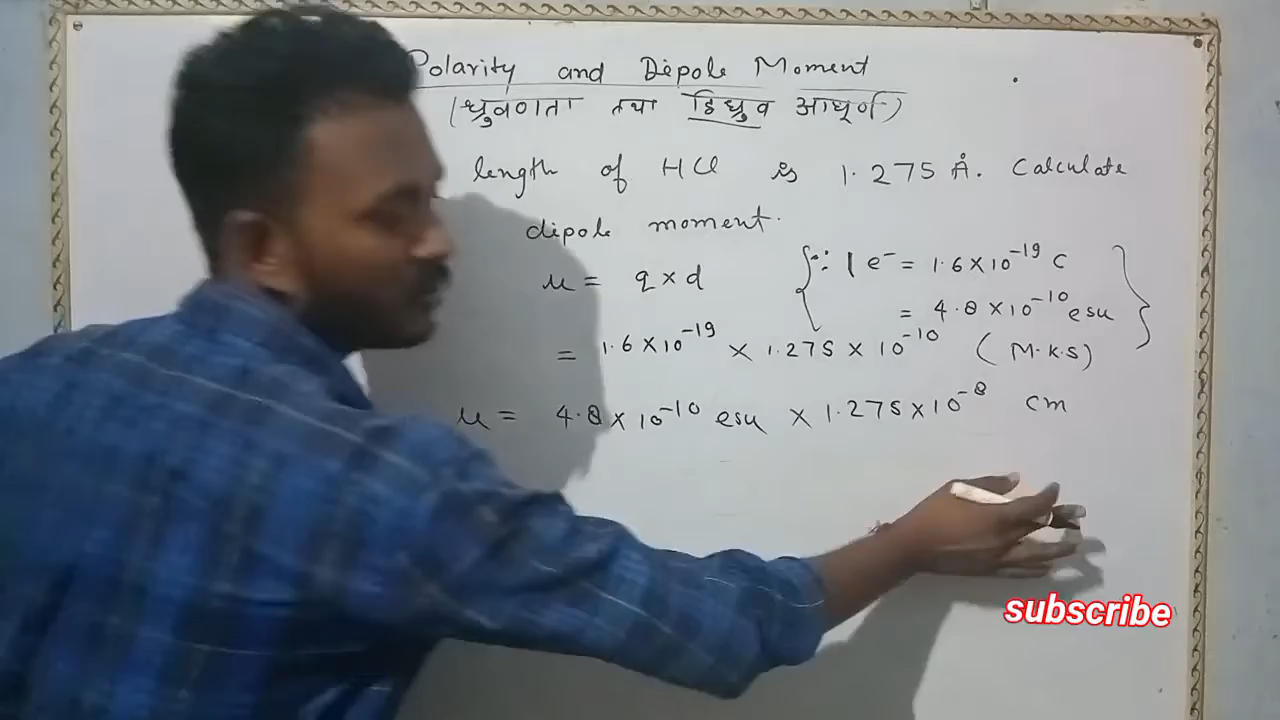 Polarity and Dipole Moment
(ध्रुवणता तथा द्विध्रुव आघूर्ण)
length of HCl is 1.275 Å. Calculate
dipole moment.
μ = q × d {∵ 1 e⁻ = 1.6×10⁻¹⁹ C
= 4.8 ×10⁻¹⁰ esu }
= 1.6×10⁻¹⁹ × 1.275 × 10⁻¹⁰ (M.K.S)
μ = 4.8×10⁻¹⁰ esu × 1.275×10⁻⁸ cm
subscribe